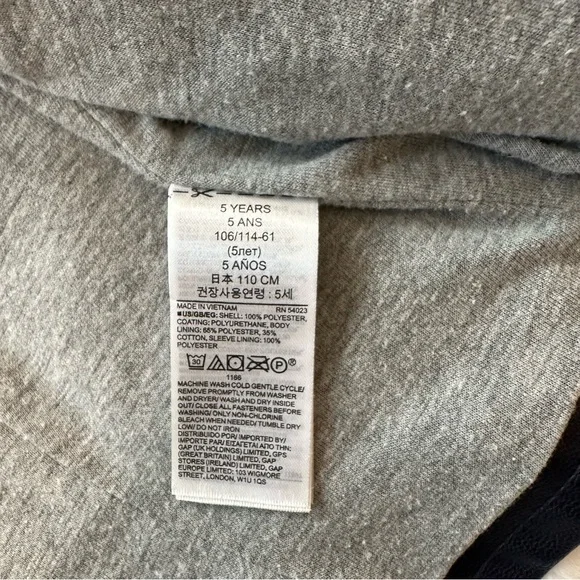 5 YEARS
5 ANS
106/114-61
(5лет)
5 AÑOS
日本 110 CM
권장사용연령 : 5세
MADE IN VIETNAM RN 54023
US/GB/EG: SHELL: 100% POLYESTER,
COATING: POLYURETHANE, BODY
LINING: 65% POLYESTER, 35%
COTTON, SLEEVE LINING: 100%
POLYESTER
30 P ®
1166
MACHINE WASH COLD GENTLE CYCLE/
REMOVE PROMPTLY FROM WASHER
AND DRYER/ WASH AND DRY INSIDE
OUT/ CLOSE ALL FASTENERS BEFORE
WASHING/ ONLY NON-CHLORINE
BLEACH WHEN NEEDED/ TUMBLE DRY
LOW/ DO NOT IRON
DISTRIBUIDO POR/ IMPORTED BY/
IMPORTE PAR/ ΕΙΣΑΓΕΤΑΙ ΑΠΟ ΤΗΝ:
GAP (UK HOLDINGS) LIMITED, GPS
(GREAT BRITAIN) LIMITED, GAP
STORES (IRELAND) LIMITED, GAP
EUROPE LIMITED; 103 WIGMORE
STREET, LONDON, W1U 1QS